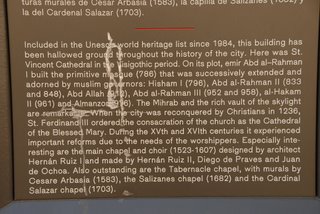 turas murales de Cesare Arbasia (1583), la capilla de Salizanes (1682) y
la del Cardenal Salazar (1703).
Included in the Unesco world heritage list since 1984, this building has
been hallowed ground throughout the history of the city. Here was St.
Vincent Cathedral in Visigothic period. On its plot, emir Abd al-Rahman
I built the primitive mosque (786) that was successively extended and
adorned by muslim governors: Hisham I (796), Abd al-Rahman II (833
and 848), Abd Allah (), Abd al-Rahman III (952 and 958), al-Hakam
II (961) and Almanzor (). The Mihrab and the rich vault of the skylight
are remarkable. When the city was reconquered by Christians in 1236,
St. Ferdinand III ordered the consacration of the church as the Cathedral
of the Blessed Mary. During the XVth and XVIth centuries it experienced
important reforms due to the needs of the worshippers. Especially inte-
resting are the main chapel and choir (1523-1607) designed by architect
Hernán Ruiz I and made by Hernán Ruiz II, Diego de Praves and Juan
de Ochoa. Also outstanding are the Tabernacle chapel, with murals by
Cesare Arbasia (1583), the Salizanes chapel (1682) and the Cardinal
Salazar chapel (1703).